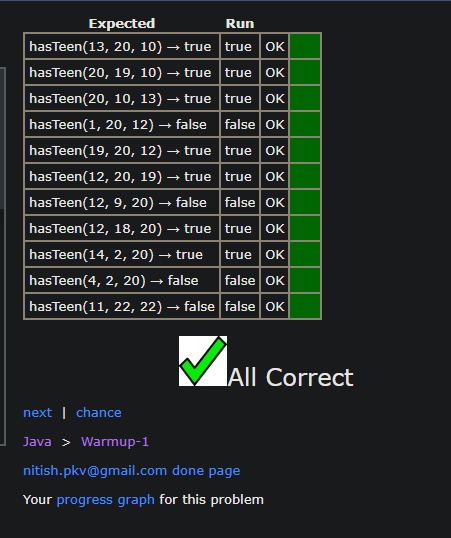 Expected Run
hasTeen(13, 20, 10) → true true OK
hasTeen(20, 19, 10) → true true OK
hasTeen(20, 10, 13) → true true OK
hasTeen(1, 20, 12) → false false OK
hasTeen(19, 20, 12) → true true OK
hasTeen(12, 20, 19) → true true OK
hasTeen(12, 9, 20) → false false OK
hasTeen(12, 18, 20) → true true OK
hasTeen(14, 2, 20) → true true OK
hasTeen(4, 2, 20) → false false OK
hasTeen(11, 22, 22) → false false OK
All Correct
next | chance
Java > Warmup-1
nitish.pkv@gmail.com done page
Your progress graph for this problem